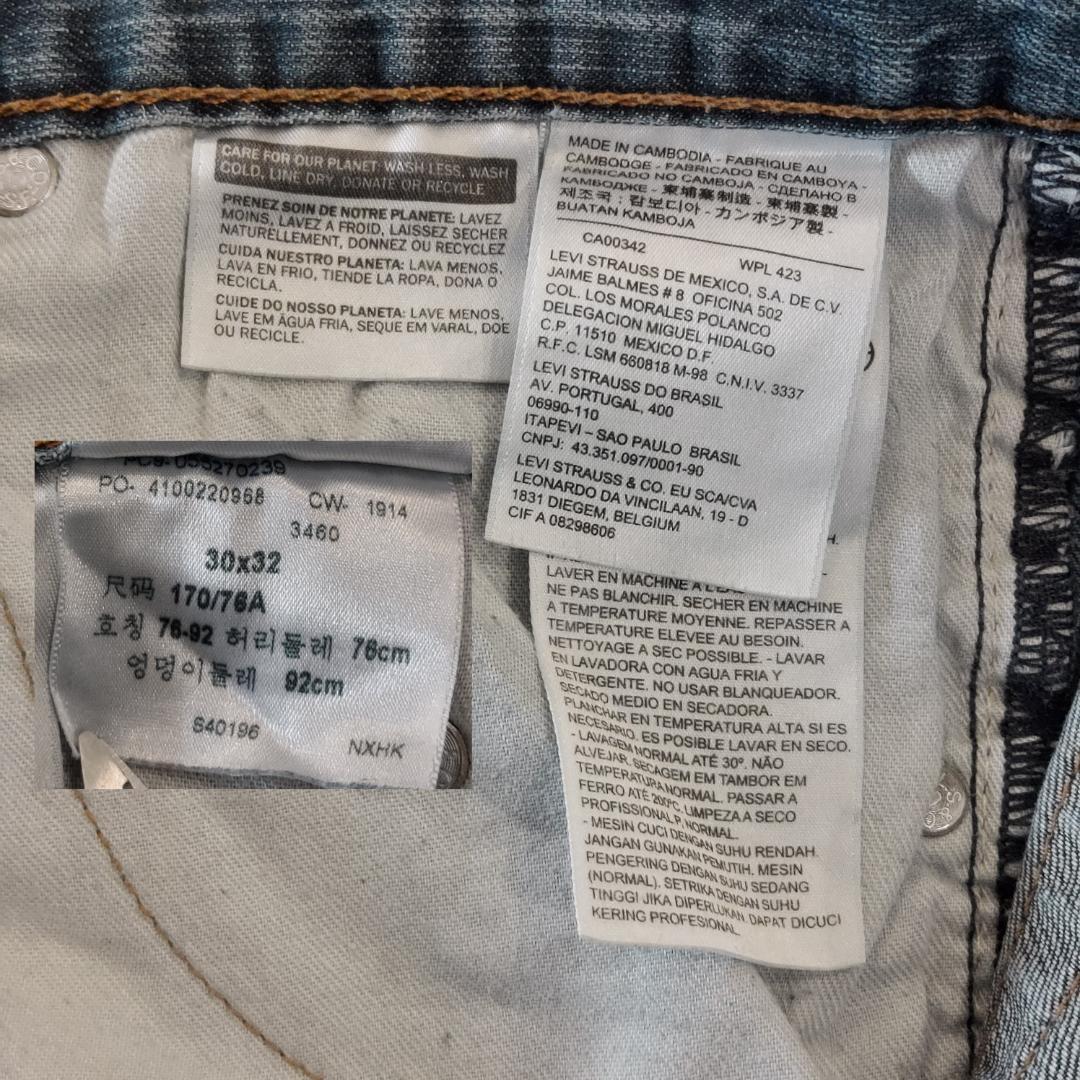 CARE FOR OUR PLANET: WASH LESS, WASH
COLD, LINE DRY, DONATE OR RECYCLE
PRENEZ SOIN DE NOTRE PLANETE: LAVEZ
MOINS, LAVEZ A FROID, LAISSEZ SECHER
NATURELLEMENT, DONNEZ OU RECYCLEZ
CUIDA NUESTRO PLANETA: LAVA MENOS,
LAVA EN FRIO, TIENDE LA ROPA, DONA O
RECICLA.
CUIDE DO NOSSO PLANETA: LAVE MENOS,
LAVE EM ÁGUA FRIA, SEQUE EM VARAL, DOE
OU RECICLE.
MADE IN CAMBODIA - FABRIQUE AU
CAMBODGE - FABRICADO EN CAMBOYA -
FABRICADO NO CAMBOJA - СДЕЛАНО В
КАМБОДЖЕ - 柬埔寨制造 - 柬埔寨製 -
제조국 : 캄보디아 - カンボジア製 -
BUATAN KAMBOJA
CA00342 WPL 423
LEVI STRAUSS DE MEXICO, S.A. DE C.V.
JAIME BALMES # 8 OFICINA 502
COL. LOS MORALES POLANCO
DELEGACION MIGUEL HIDALGO
C.P. 11510 MEXICO D.F.
R.F.C. LSM 660818 M-98 C.N.I.V. 3337
LEVI STRAUSS DO BRASIL
AV. PORTUGAL, 400
06990-110
ITAPEVI – SAO PAULO BRASIL
CNPJ: 43.351.097/0001-90
LEVI STRAUSS & CO. EU SCA/CVA
LEONARDO DA VINCILAAN, 19 - D
1831 DIEGEM, BELGIUM
CIF A 08298606
H.
LAVER EN MACHINE A
NE PAS BLANCHIR. SECHER EN MACHINE
A TEMPERATURE MOYENNE. REPASSER A
TEMPERATURE ELEVEE AU BESOIN.
NETTOYAGE A SEC POSSIBLE. - LAVAR
EN LAVADORA CON AGUA FRIA Y
DETERGENTE. NO USAR BLANQUEADOR.
SECADO MEDIO EN SECADORA.
PLANCHAR EN TEMPERATURA ALTA SI ES
NECESARIO. ES POSIBLE LAVAR EN SECO.
- LAVAGEM NORMAL ATÉ 30º. NÃO
ALVEJAR. SECAGEM EM TAMBOR EM
TEMPERATURA NORMAL. PASSAR A
FERRO ATÉ 200ºC. LIMPEZA A SECO
PROFISSIONAL P, NORMAL.
- MESIN CUCI DENGAN SUHU RENDAH.
JANGAN GUNAKAN PEMUTIH. MESIN
PENGERING DENGAN SUHU SEDANG
(NORMAL). SETRIKA DENGAN SUHU
TINGGI JIKA DIPERLUKAN DAPAT DICUCI
KERING PROFESIONAL
PC9- 055270239
PO- 4100220968 CW- 1914
3460
30x32
尺码 170/76A
호칭 76-92 허리둘레 76cm
엉덩이둘레 92cm
S40196
NXHK